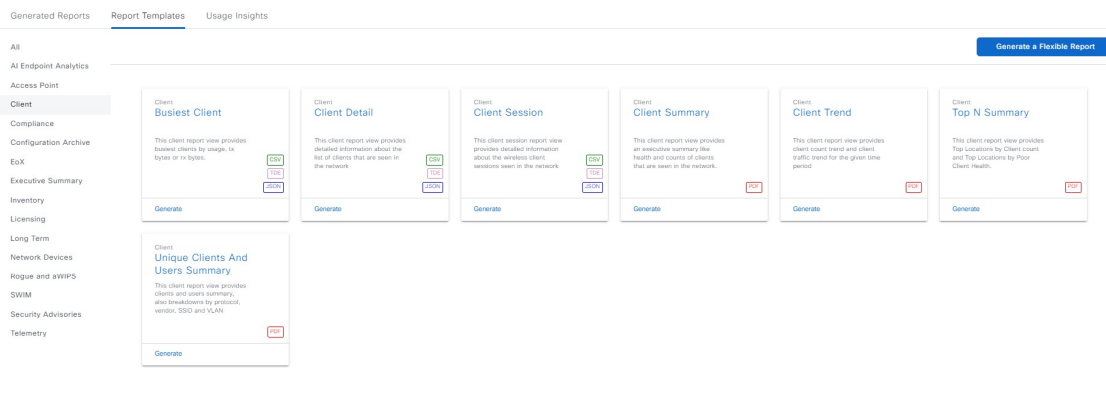 Generated Reports
Report Templates
Usage Insights
All
AI Endpoint Analytics
Access Point
Client
Compliance
Configuration Archive
EoX
Executive Summary
Inventory
Licensing
Long Term
Network Devices
Rogue and aWIPS
SWIM
Security Advisories
Telemetry
Generate a Flexible Report
Client
Busiest Client
This client report view provides
busiest clients by usage, tx
bytes or rx bytes.
CSV
TDE
JSON
Generate
Client
Client Detail
This client report view provides
detailed information about the
list of clients that are seen in
the network
CSV
TDE
JSON
Generate
Client
Client Session
This client session report view
provides detailed information
about the wireless client
sessions seen in the network
CSV
TDE
JSON
Generate
Client
Client Summary
This client report view provides
an executive summary like
health and counts of clients
that are seen in the network.
PDF
Generate
Client
Client Trend
This client report view provides
client count trend and client
traffic trend for the given time
period
PDF
Generate
Client
Top N Summary
This client report view provides
Top Locations by Client count
and Top Locations by Poor
Client Health.
PDF
Generate
Client
Unique Clients And
Users Summary
This client report view provides
clients and users summary,
also breakdowns by protocol,
vendor, SSID and VLAN
PDF
Generate